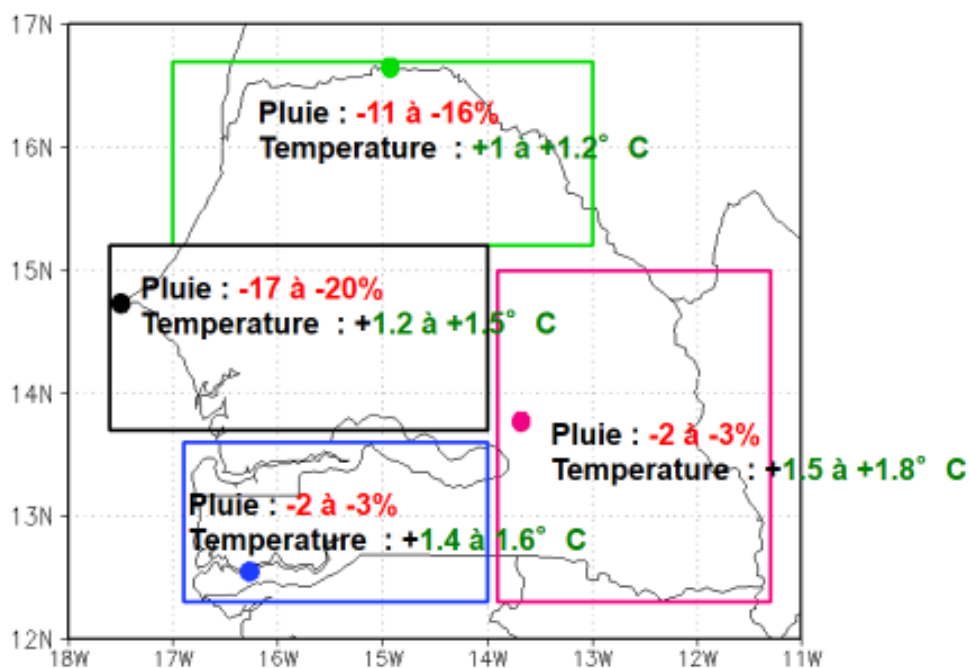 17N
Pluie : -11 à -16%
Temperature : +1 à +1.2° C
16N
15N
Pluie : -17 à -20%
Temperature : +1.2 à +1.5° C
14N
Pluie : -2 à -3%
Temperature : +1.5 à +1.8° C
13N
Pluie : -2 à -3%
Temperature : +1.4 à 1.6° C
12N
18W 17W 16W 15W 14W 13W 12W 11W